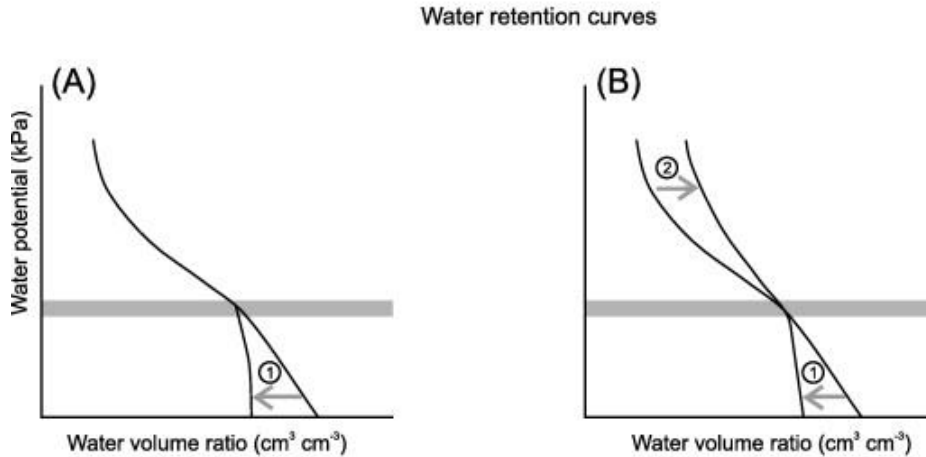 Water retention curves
(A)
Water potential (kPa)
①
Water volume ratio (cm³ cm⁻³)
(B)
②
①
Water volume ratio (cm³ cm⁻³)